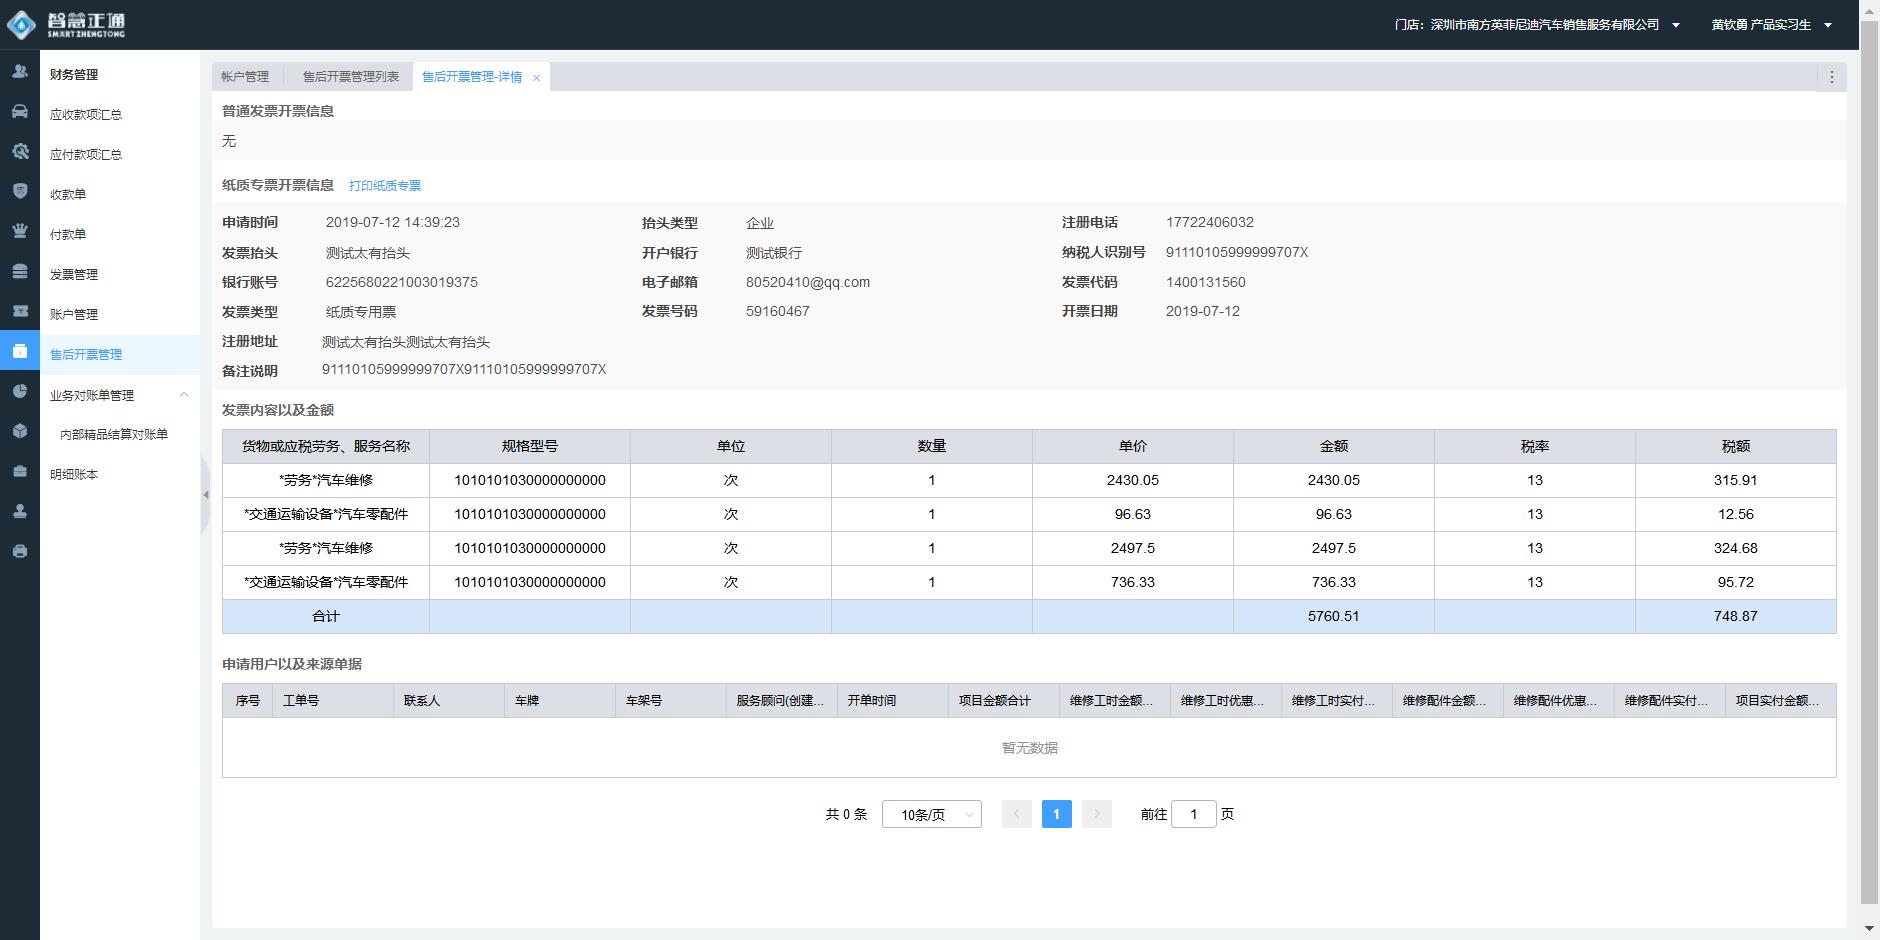 智慧正通
SMART ZHENGTONG
门店：深圳市南方英菲尼迪汽车销售服务有限公司
黄钦勇 产品实习生
财务管理
应收款项汇总
应付款项汇总
收款单
付款单
发票管理
账户管理
售后开票管理
业务对账单管理
内部精品结算对账单
明细账本
帐户管理 售后开票管理列表 售后开票管理-详情
普通发票开票信息
无
纸质专票开票信息 打印纸质专票
申请时间 2019-07-12 14:39:23 抬头类型 企业 注册电话 17722406032
发票抬头 测试太有抬头 开户银行 测试银行 纳税人识别号 91110105999999707X
银行账号 6225680221003019375 电子邮箱 80520410@qq.com 发票代码 1400131560
发票类型 纸质专用票 发票号码 59160467 开票日期 2019-07-12
注册地址 测试太有抬头测试太有抬头
备注说明 91110105999999707X91110105999999707X
发票内容以及金额
货物或应税劳务、服务名称 规格型号 单位 数量 单价 金额 税率 税额
*劳务*汽车维修 1010101030000000000 次 1 2430.05 2430.05 13 315.91
*交通运输设备*汽车零配件 1010101030000000000 次 1 96.63 96.63 13 12.56
*劳务*汽车维修 1010101030000000000 次 1 2497.5 2497.5 13 324.68
*交通运输设备*汽车零配件 1010101030000000000 次 1 736.33 736.33 13 95.72
合计 5760.51 748.87
申请用户以及来源单据
序号 工单号 联系人 车牌 车架号 服务顾问(创建... 开单时间 项目金额合计 维修工时金额... 维修工时优惠... 维修工时实付... 维修配件金额... 维修配件优惠... 维修配件实付... 项目实付金额...
暂无数据
共 0 条 10条/页 1 前往 1 页